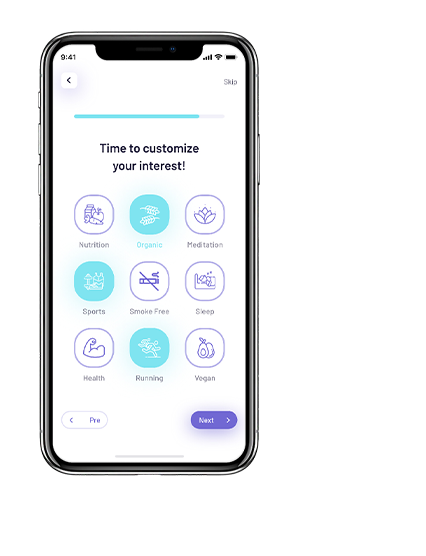 9:41
Skip
Time to customize
your interest!
Nutrition Organic Meditation
Sports Smoke Free Sleep
Health Running Vegan
Pre Next